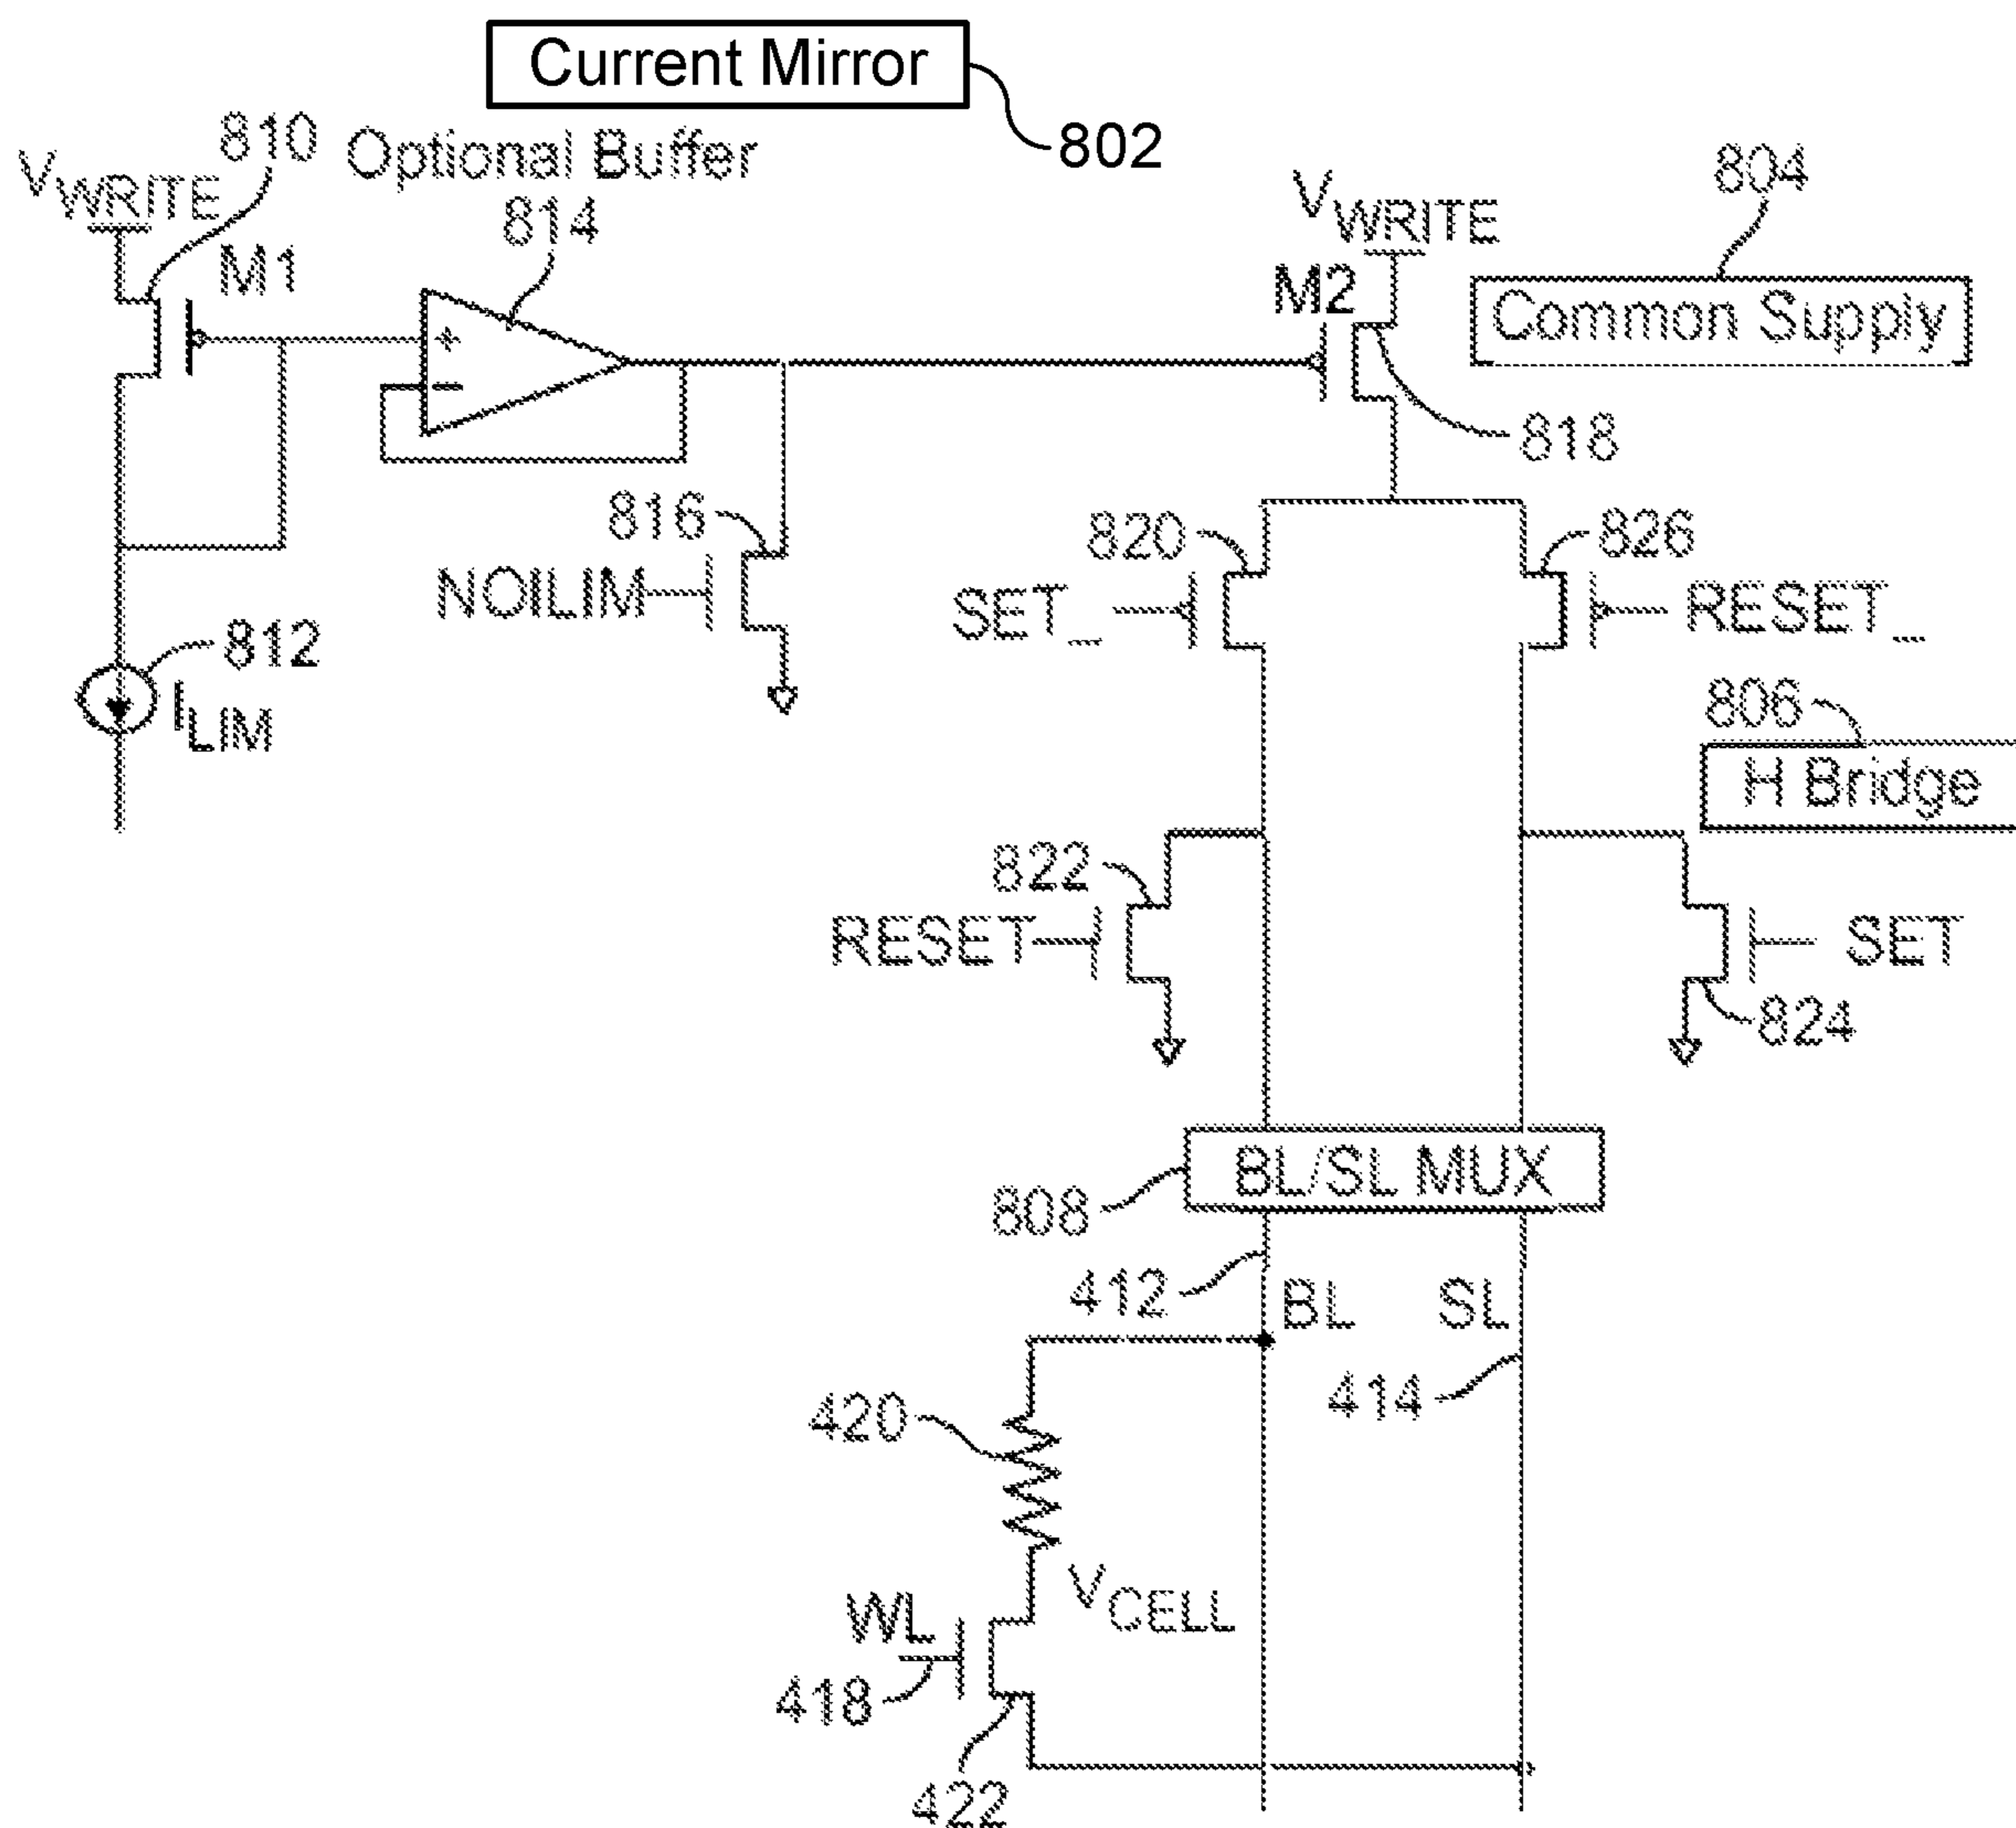 Current Mirror
802
810
Optional Buffer
814
VWRITE
M1
VWRITE
804
Common Supply
M2
+
−
818
816
NOILIM
820
SET_
826
RESET_
812
ILIM
806
H Bridge
822
RESET
SET
824
808
BL/SL MUX
412
BL
SL
414
420
VCELL
WL
418
422